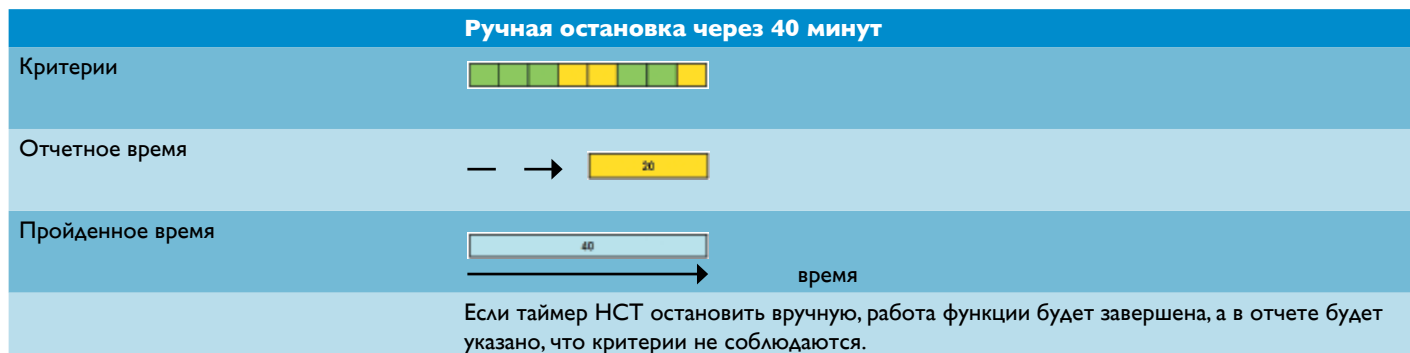 Ручная остановка через 40 минут
Критерии
Отчетное время
20
Пройденное время
40
время
Если таймер НСТ остановить вручную, работа функции будет завершена, а в отчете будет
указано, что критерии не соблюдаются.